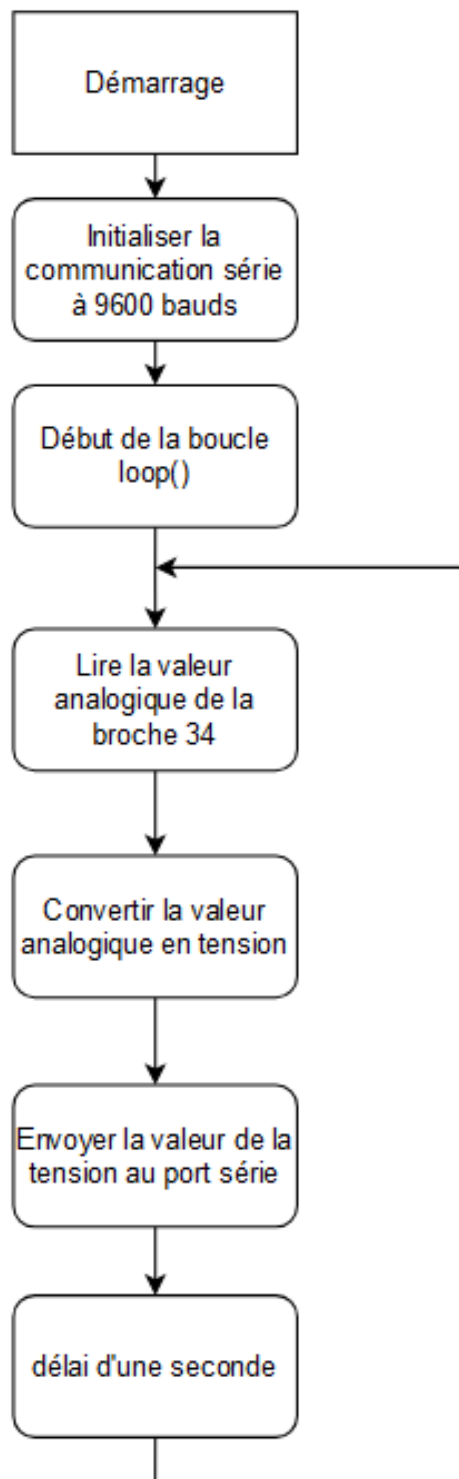 Démarrage
Initialiser la
communication série
à 9600 bauds
Début de la boucle
loop()
Lire la valeur
analogique de la
broche 34
Convertir la valeur
analogique en tension
Envoyer la valeur de la
tension au port série
délai d'une seconde